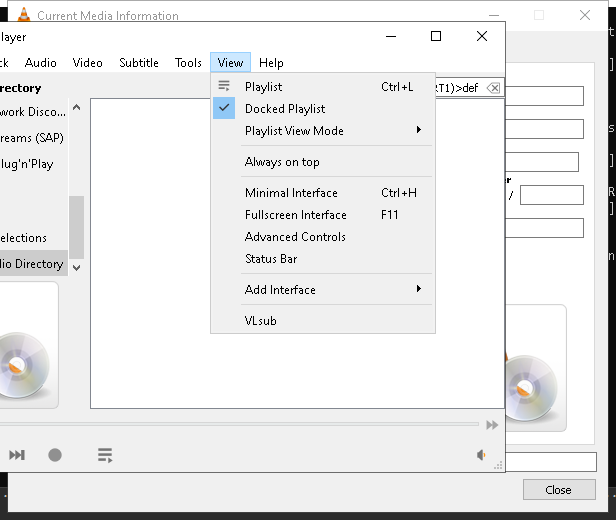 Current Media Information
layer
ck Audio Video Subtitle Tools View Help
irectory
RT1)>def
work Disco...
reams (SAP)
lug'n'Play
elections
io Directory
Playlist Ctrl+L
Docked Playlist
Playlist View Mode
Always on top
Minimal Interface Ctrl+H
Fullscreen Interface F11
Advanced Controls
Status Bar
Add Interface
VLsub
r
/
t
]
s
]
R
]
n
Close